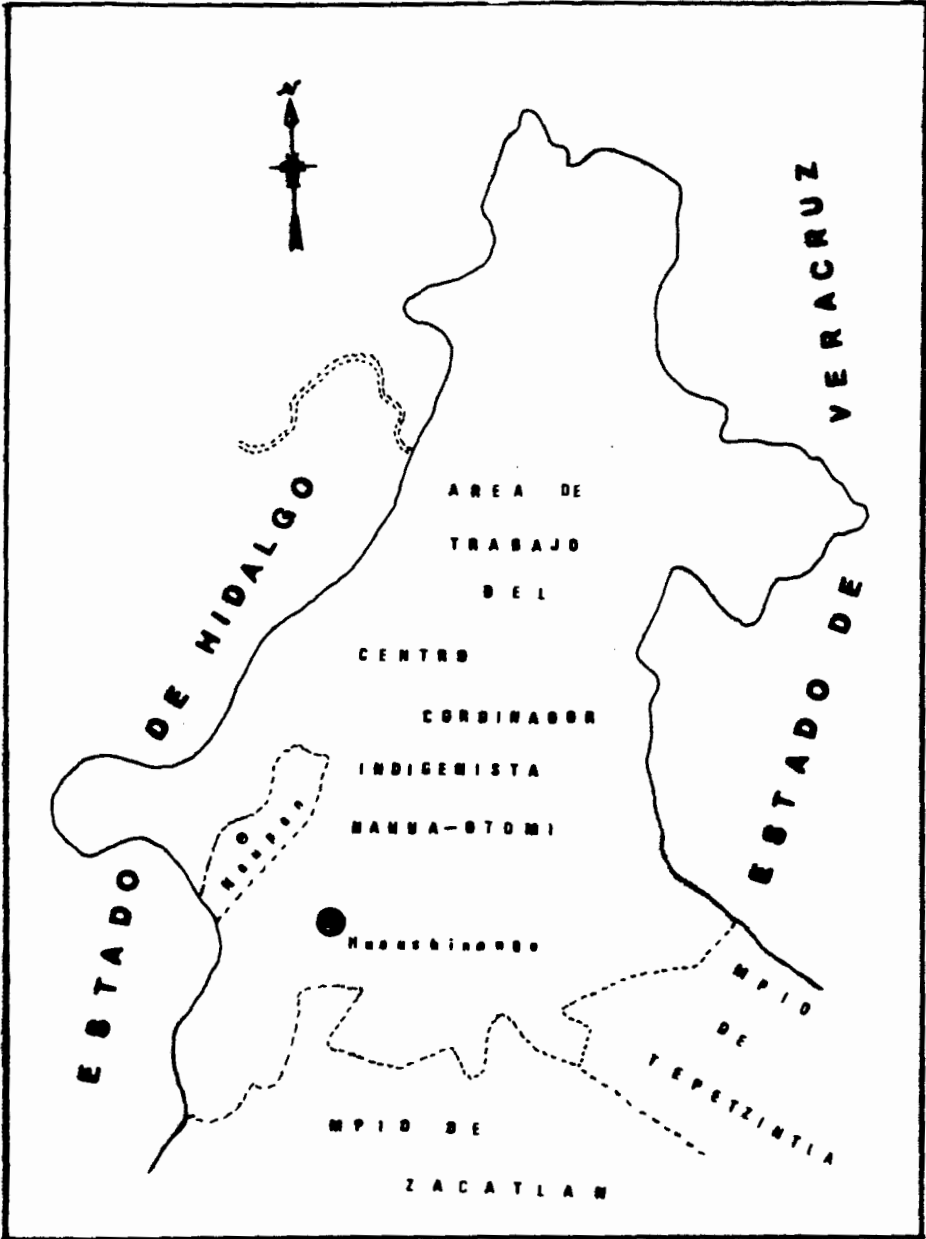 N
ESTADO DE VERACRUZ
ESTADO DE HIDALGO
AREA DE
TRABAJO
DEL
CENTRO
CORDINADOR
INDIGENISTA
NAHUA-OTOMI
Huauchinango
MPIO
DE
TEPETZINTLA
MPIO DE
ZACATLAN